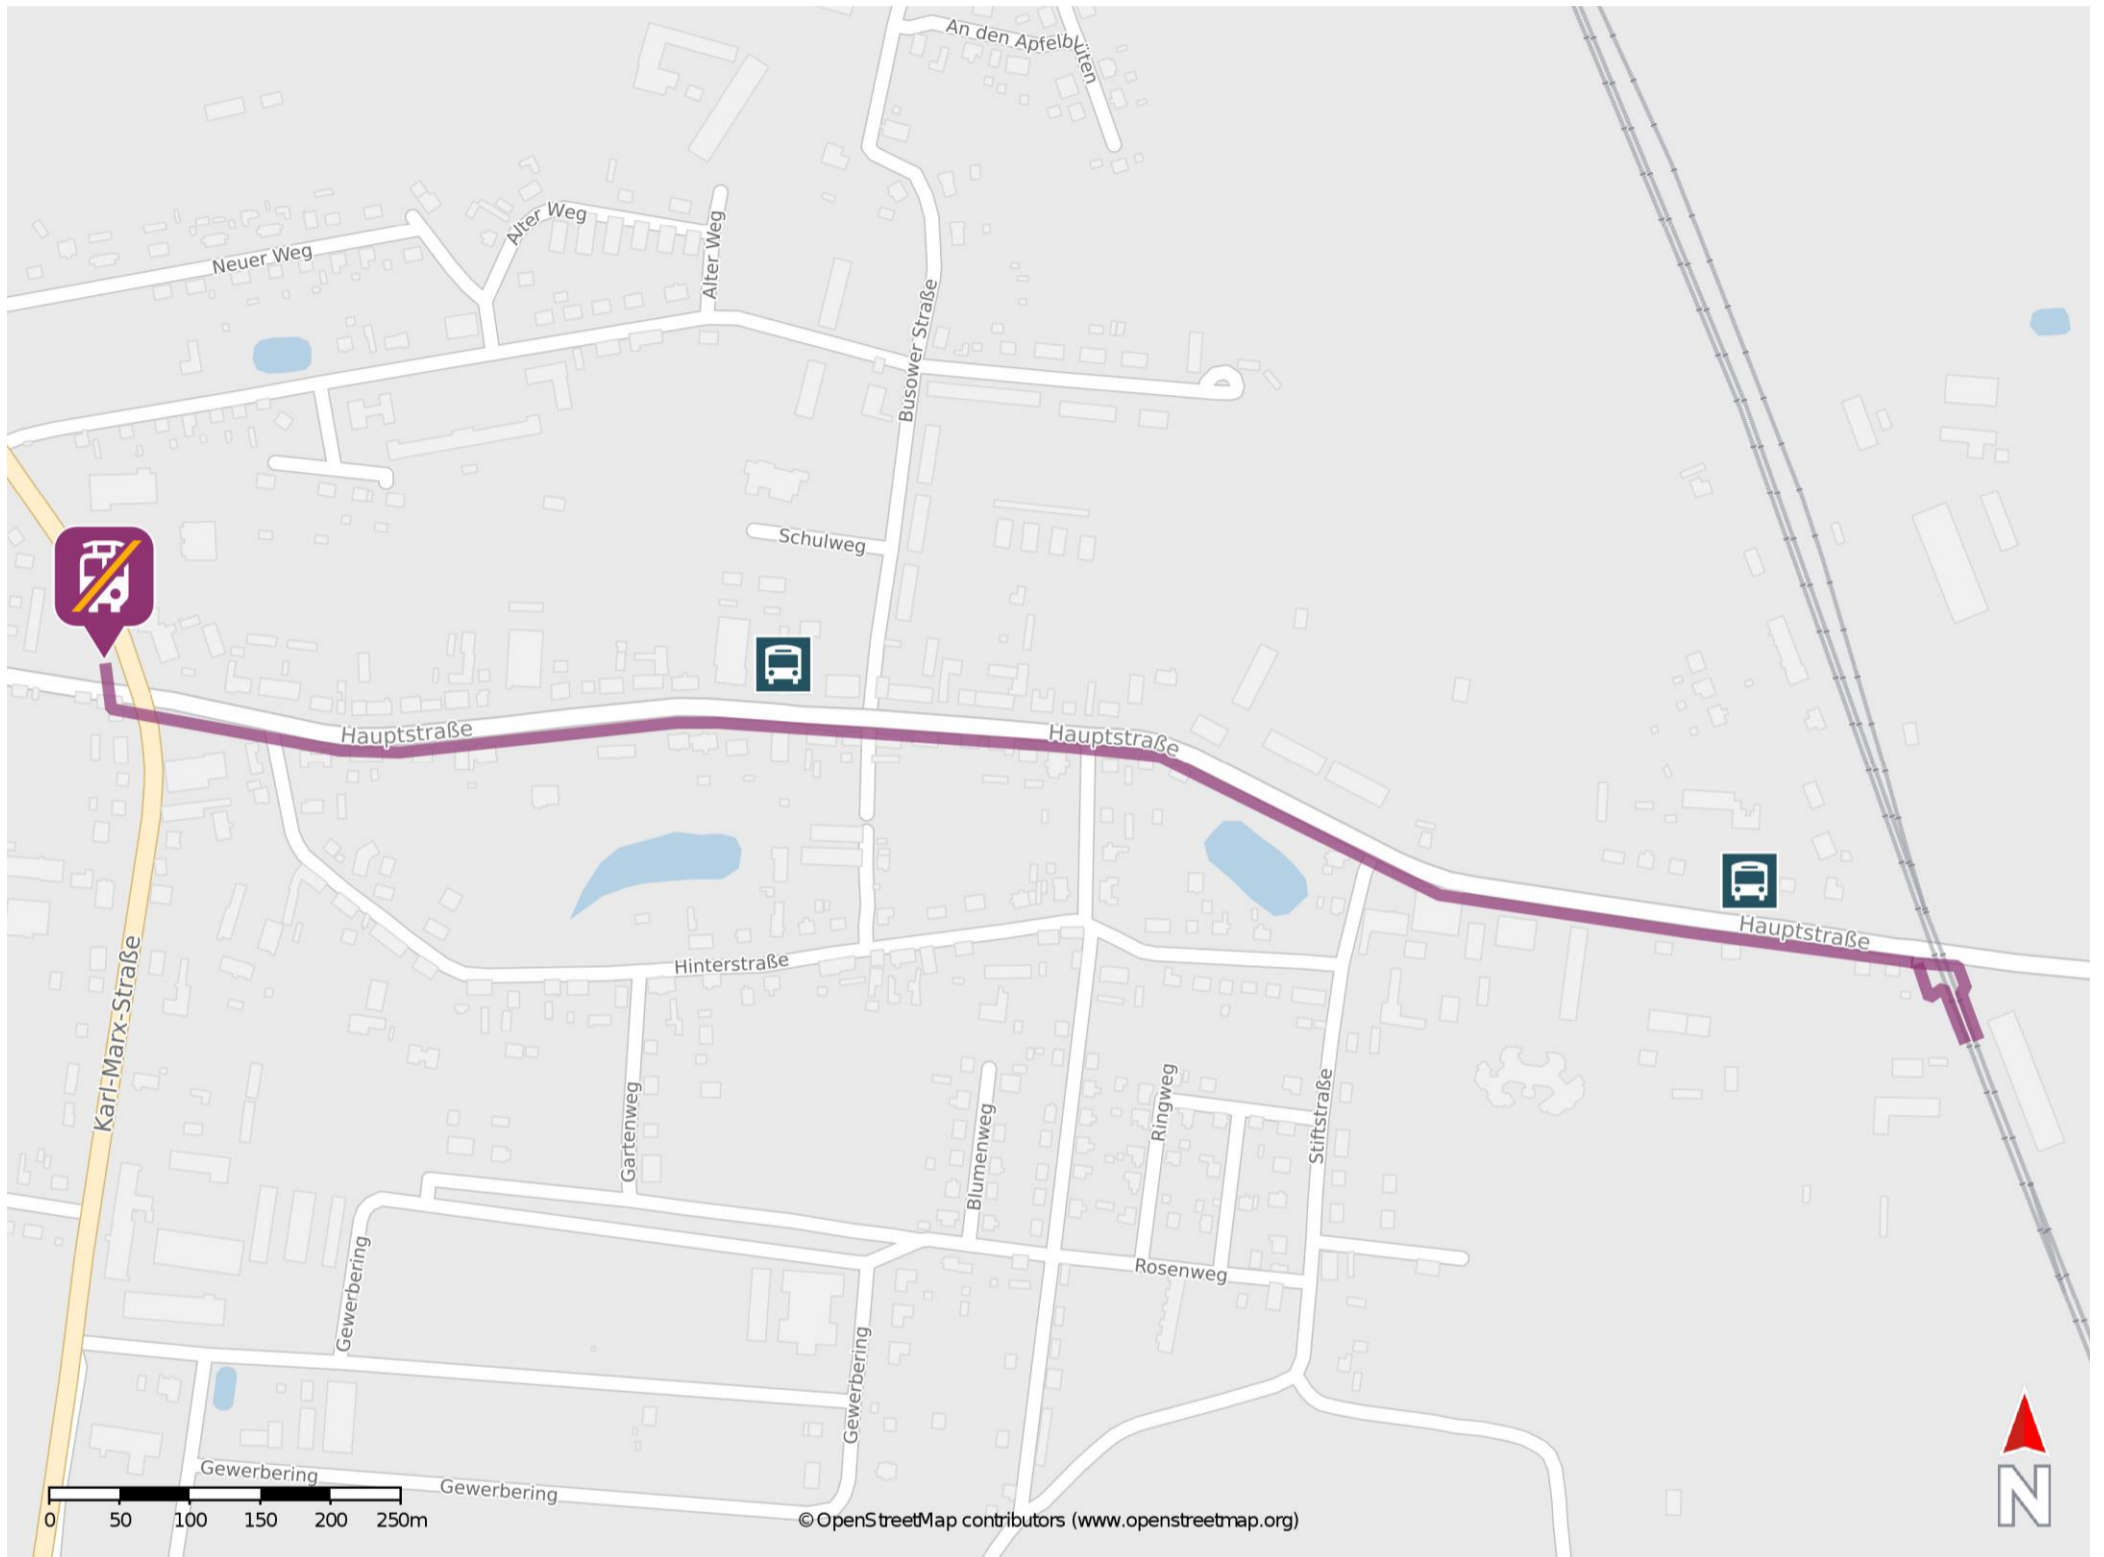 An den Apfelblüten
Alter Weg
Alter Weg
Neuer Weg
Busower Straße
Schulweg
Hauptstraße
Hauptstraße
Hauptstraße
Karl-Marx-Straße
Hinterstraße
Gartenweg
Blumenweg
Ringweg
Stiftstraße
Rosenweg
Gewerbering
Gewerbering
Gewerbering
Gewerbering
0 50 100 150 200 250m
©OpenStreetMap contributors (www.openstreetmap.org)
N